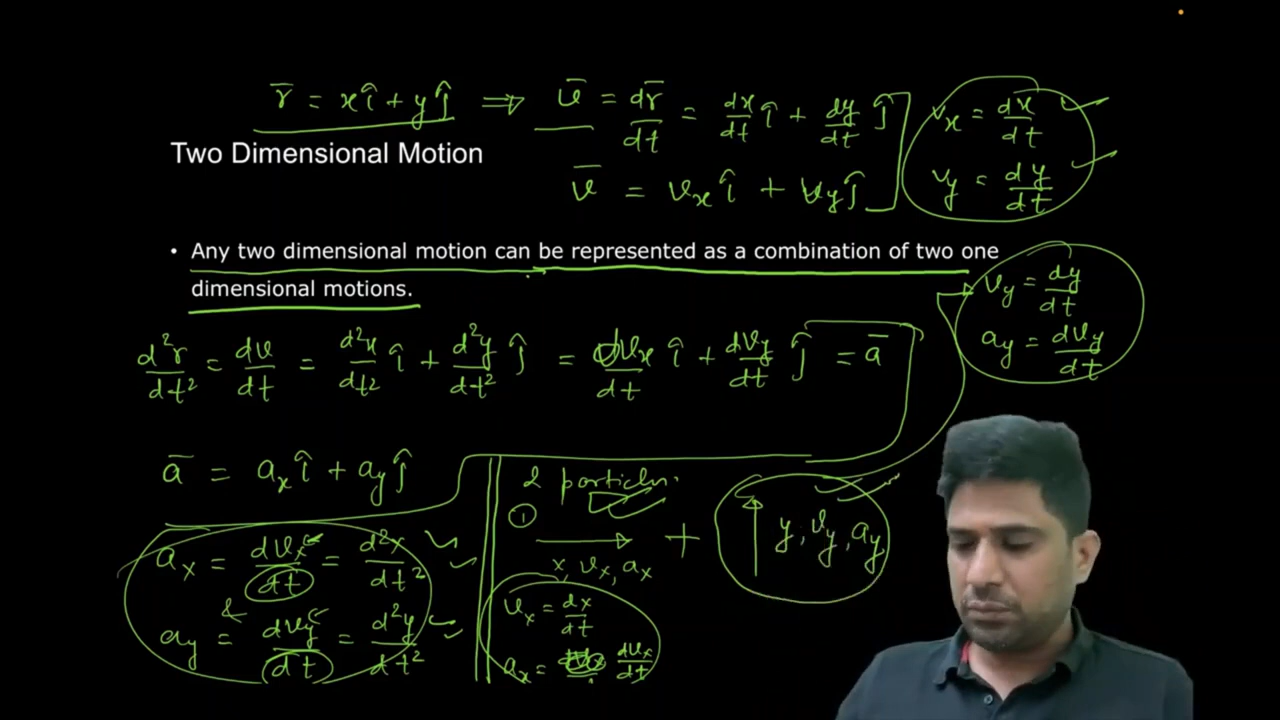 r̄ = xî + yĵ ⇒ v̄ = dr̄/dt = dx/dt î + dy/dt ĵ
vx = dx/dt
Two Dimensional Motion
v̄ = vx î + vy ĵ
vy = dy/dt
• Any two dimensional motion can be represented as a combination of two one
dimensional motions.
vy = dy/dt
ay = dvy/dt
d²r/dt² = dv/dt = d²x/dt² î + d²y/dt² ĵ = dvx/dt î + dvy/dt ĵ = ā
ā = ax î + ay ĵ
ax = dvx/dt = d²x/dt²
&
ay = dvy/dt = d²y/dt²
2 particles.
①
x, vx, ax
+
y, vy, ay
vx = dx/dt
ax = dvx/dt